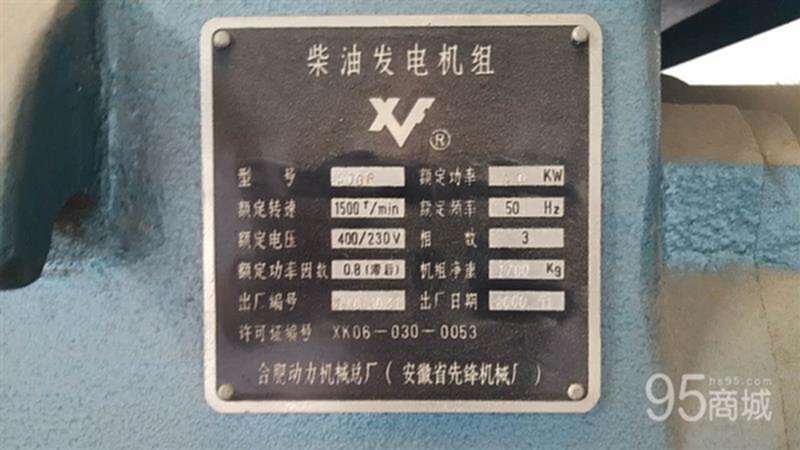 柴油发电机组
XVF
®
型 号 额定功率 KW
额定转速 1500 r/min 额定频率 50 Hz
额定电压 400/230V 相 数 3
额定功率因数 0.8(滞后) 机组净重 1700 Kg
出厂编号 出厂日期
许可证编号 XK06-030-0053
合肥动力机械总厂(安徽省先锋机械厂)
hs95.com
95商城